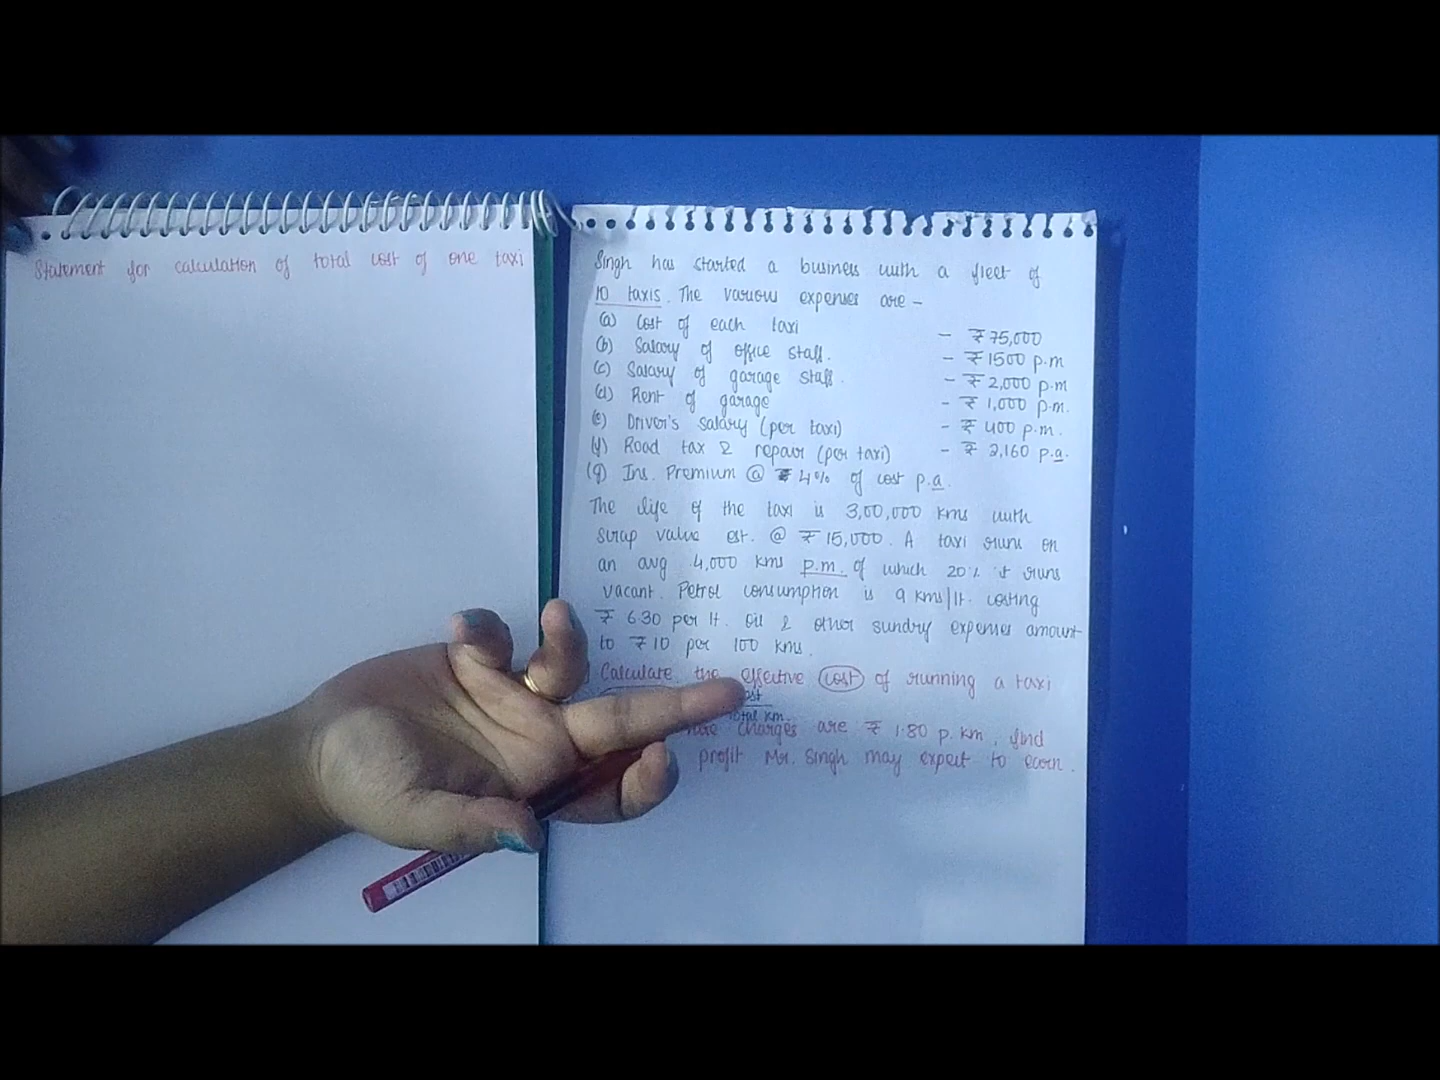 Statement for calculation of total cost of one taxi
Singh has started a business with a fleet of
10 taxis. The various expenses are -
(a) Cost of each taxi - ₹ 75,000
(b) Salary of office staff. - ₹ 1500 p.m
(c) Salary of garage staff. - ₹ 2,000 p.m
(d) Rent of garage - ₹ 1,000 p.m.
(e) Driver's salary (per taxi) - ₹ 400 p.m.
(f) Road tax & repair (per taxi) - ₹ 2,160 p.a.
(g) Ins. Premium @ 4% of cost p.a.
The life of the taxi is 3,00,000 kms with
scrap value est. @ ₹ 15,000. A taxi runs on
an avg 4,000 kms p.m. of which 20% it runs
vacant. Petrol consumption is 9 kms/lt. costing
₹ 6.30 per lt. Oil & other sundry expenses amount
to ₹ 10 per 100 kms.
Calculate the effective cost of running a taxi
Total km.
charges are ₹ 1.80 p. km, find
profit Mr. Singh may expect to earn.